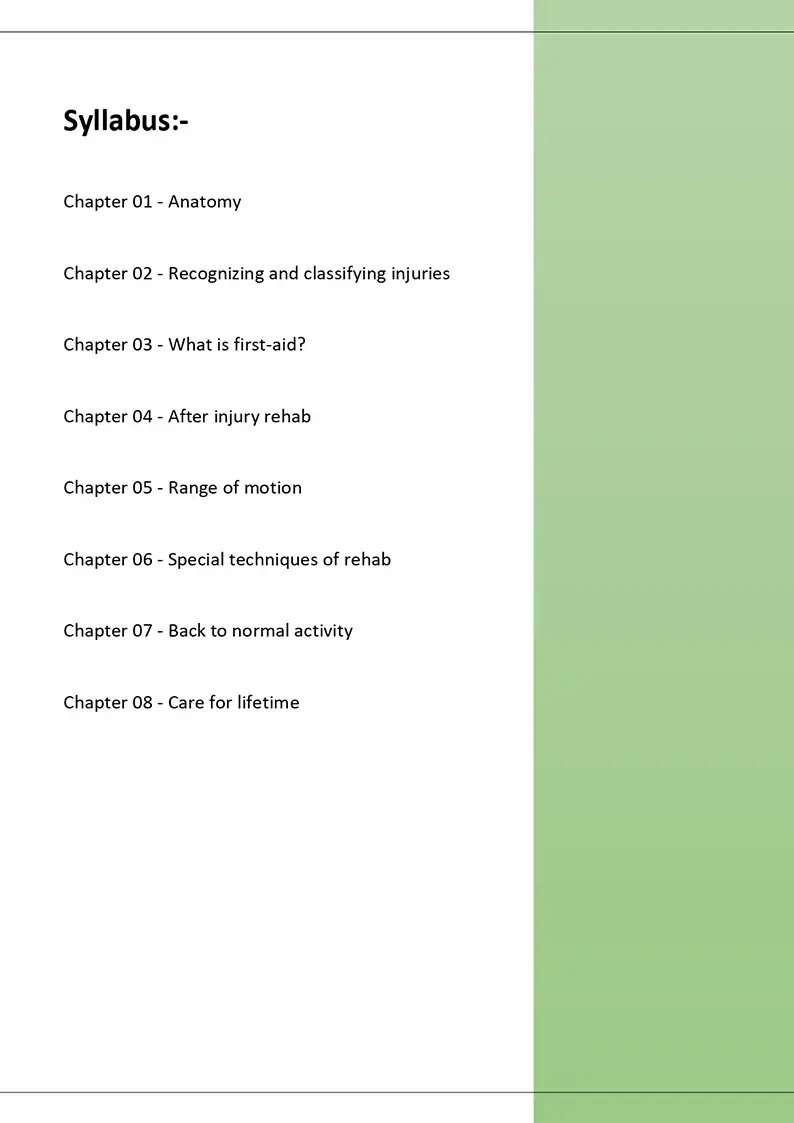 Syllabus:-
Chapter 01 - Anatomy
Chapter 02 - Recognizing and classifying injuries
Chapter 03 - What is first-aid?
Chapter 04 - After injury rehab
Chapter 05 - Range of motion
Chapter 06 - Special techniques of rehab
Chapter 07 - Back to normal activity
Chapter 08 - Care for lifetime